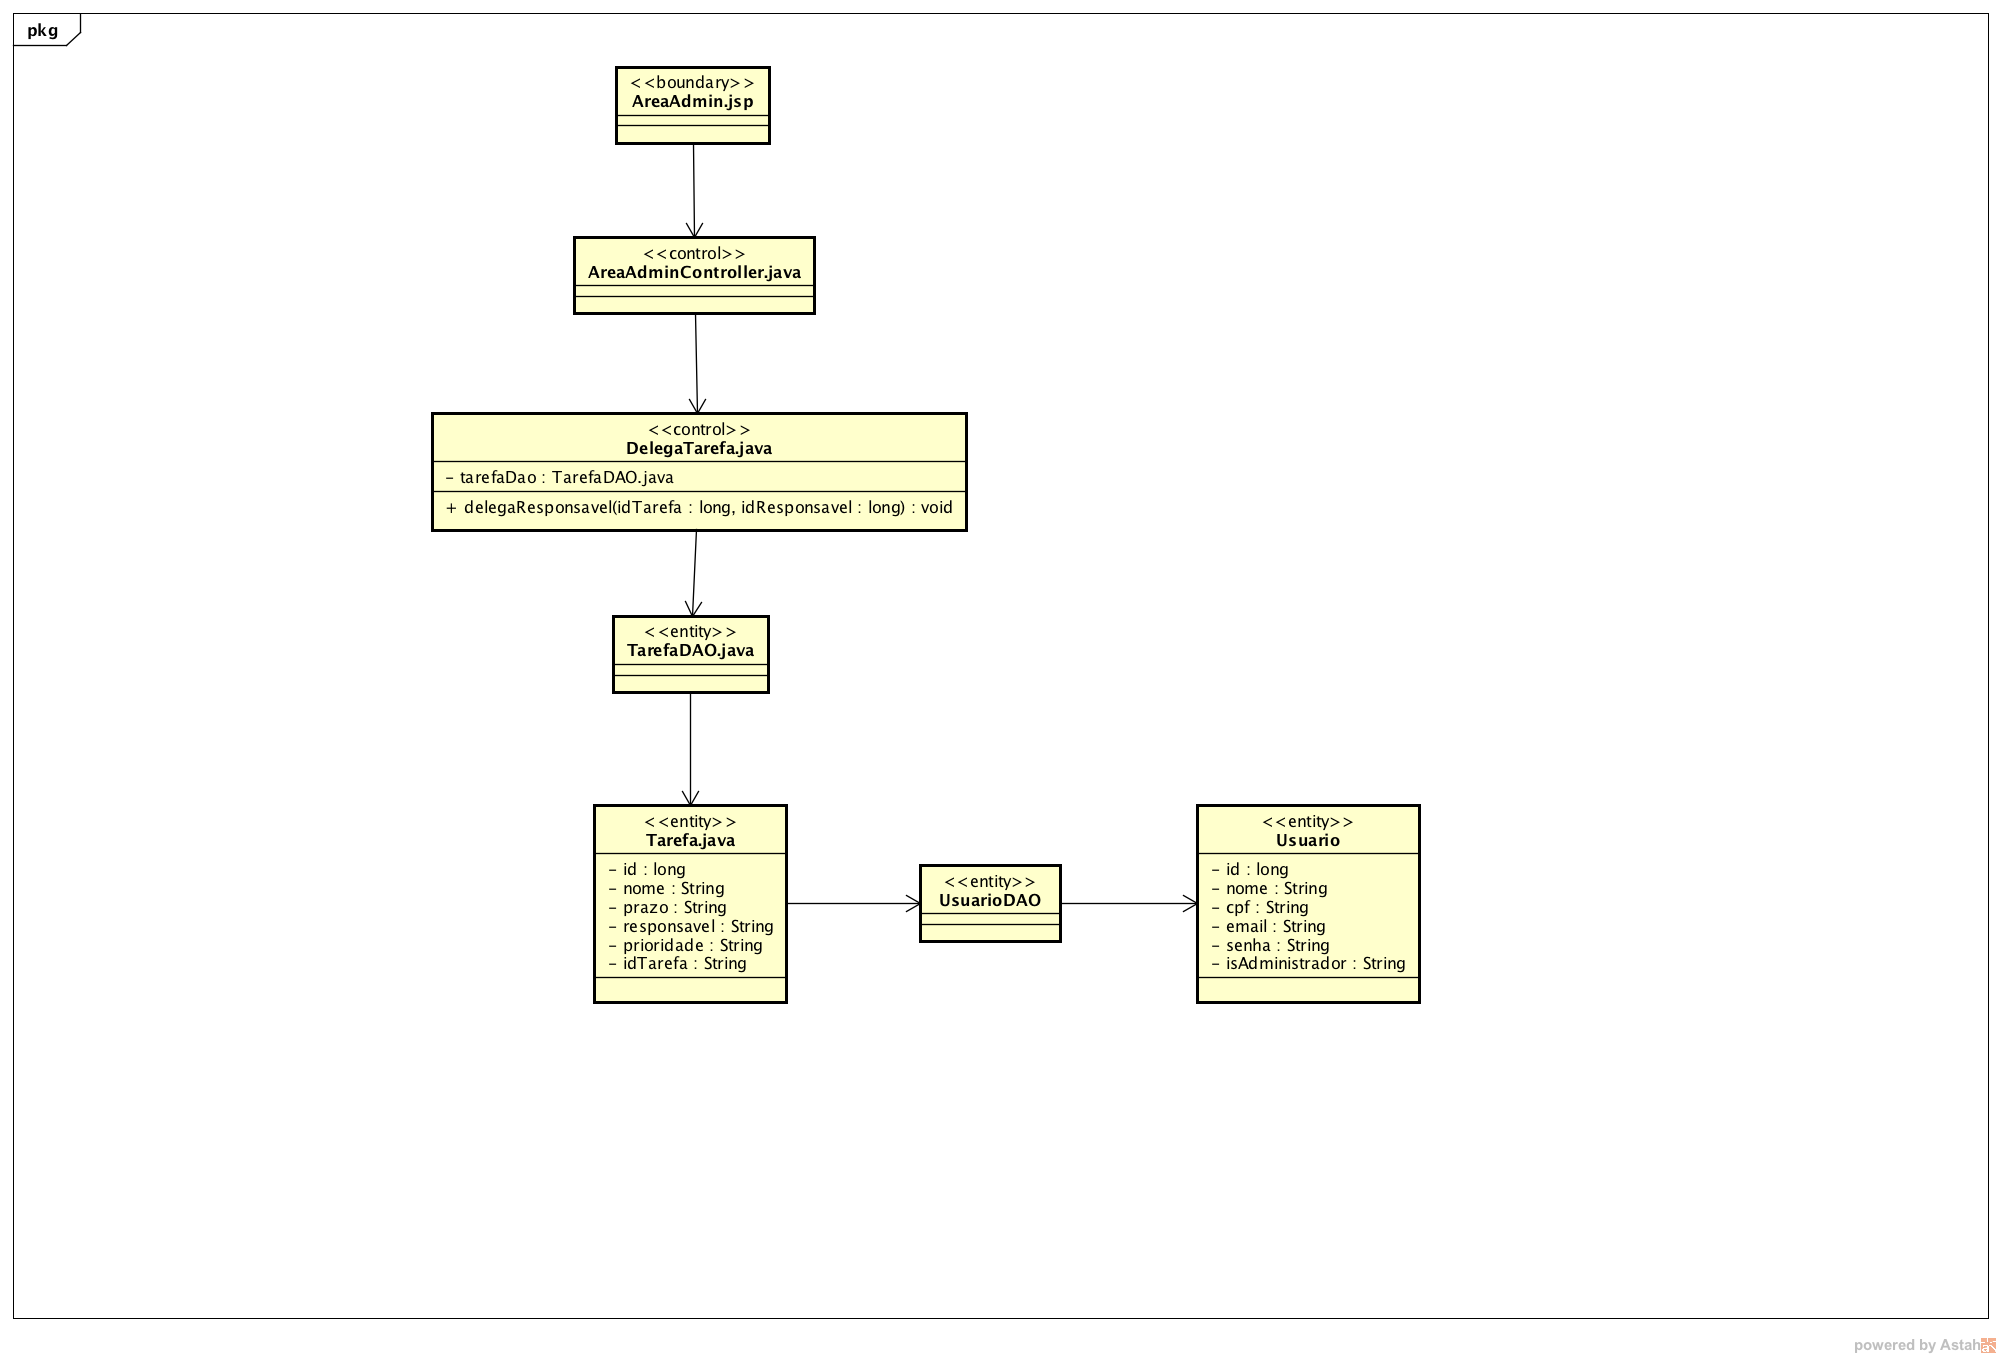 pkg
<<boundary>>
AreaAdmin.jsp
<<control>>
AreaAdminController.java
<<control>>
DelegaTarefa.java
- tarefaDao : TarefaDAO.java
+ delegaResponsavel(idTarefa : long, idResponsavel : long) : void
<<entity>>
TarefaDAO.java
<<entity>>
Tarefa.java
- id : long
- nome : String
- prazo : String
- responsavel : String
- prioridade : String
- idTarefa : String
<<entity>>
UsuarioDAO
<<entity>>
Usuario
- id : long
- nome : String
- cpf : String
- email : String
- senha : String
- isAdministrador : String
powered by Astah